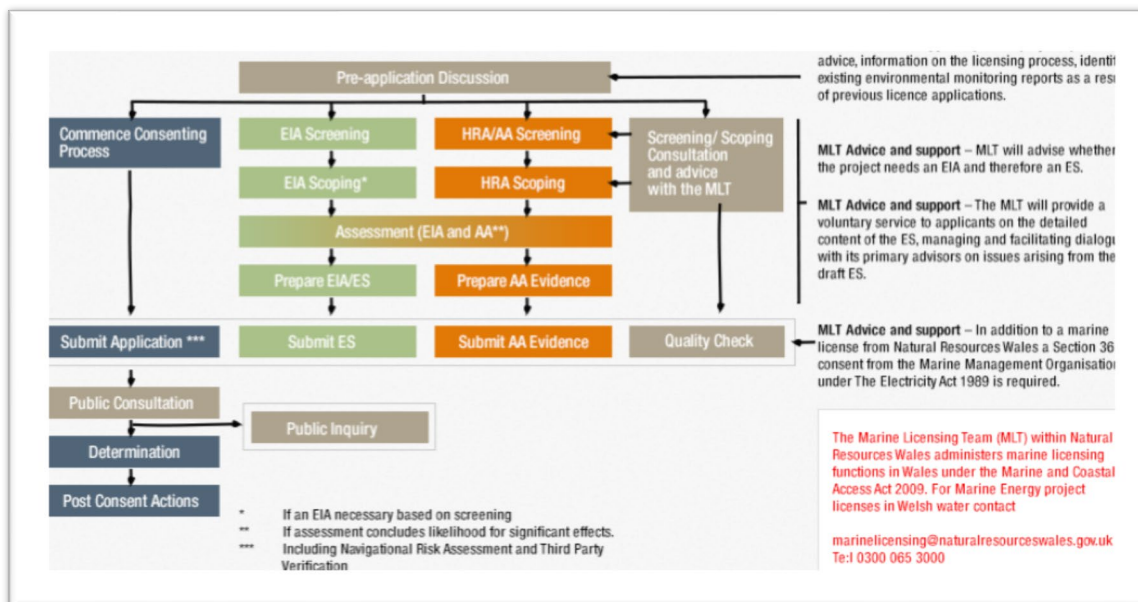 advice, information on the licensing process,
existing environmental monitoring reports as a
of previous licence applications.
Pre-application Discussion
Commence Consenting
Process
EIA Screening
HRA/AA Screening
Screening/ Scoping
Consultation
and advice
with the MLT
EIA Scoping*
HRA Scoping
Assessment (EIA and AA**)
Prepare EIA/ES
Prepare AA Evidence
MLT Advice and support – MLT will advise whether
the project needs an EIA and therefore an ES.
MLT Advice and support – The MLT will provide a
voluntary service to applicants on the detailed
content of the ES, managing and facilitating
with its primary advisors on issues arising from the
draft ES.
Submit Application ***
Submit ES
Submit AA Evidence
Quality Check
MLT Advice and support – In addition to a marine
license from Natural Resources Wales a Section 36
consent from the Marine Management
under The Electricity Act 1989 is required.
Public Consultation
Public Inquiry
Determination
Post Consent Actions
* If an EIA necessary based on screening
** If assessment concludes likelihood for significant effects.
*** Including Navigational Risk Assessment and Third Party
Verification
The Marine Licensing Team (MLT) within Natural
Resources Wales administers marine licensing
functions in Wales under the Marine and Coastal
Access Act 2009. For Marine Energy project
licenses in Welsh water contact
marinelicensing@naturalresourceswales.gov.uk
Te:l 0300 065 3000